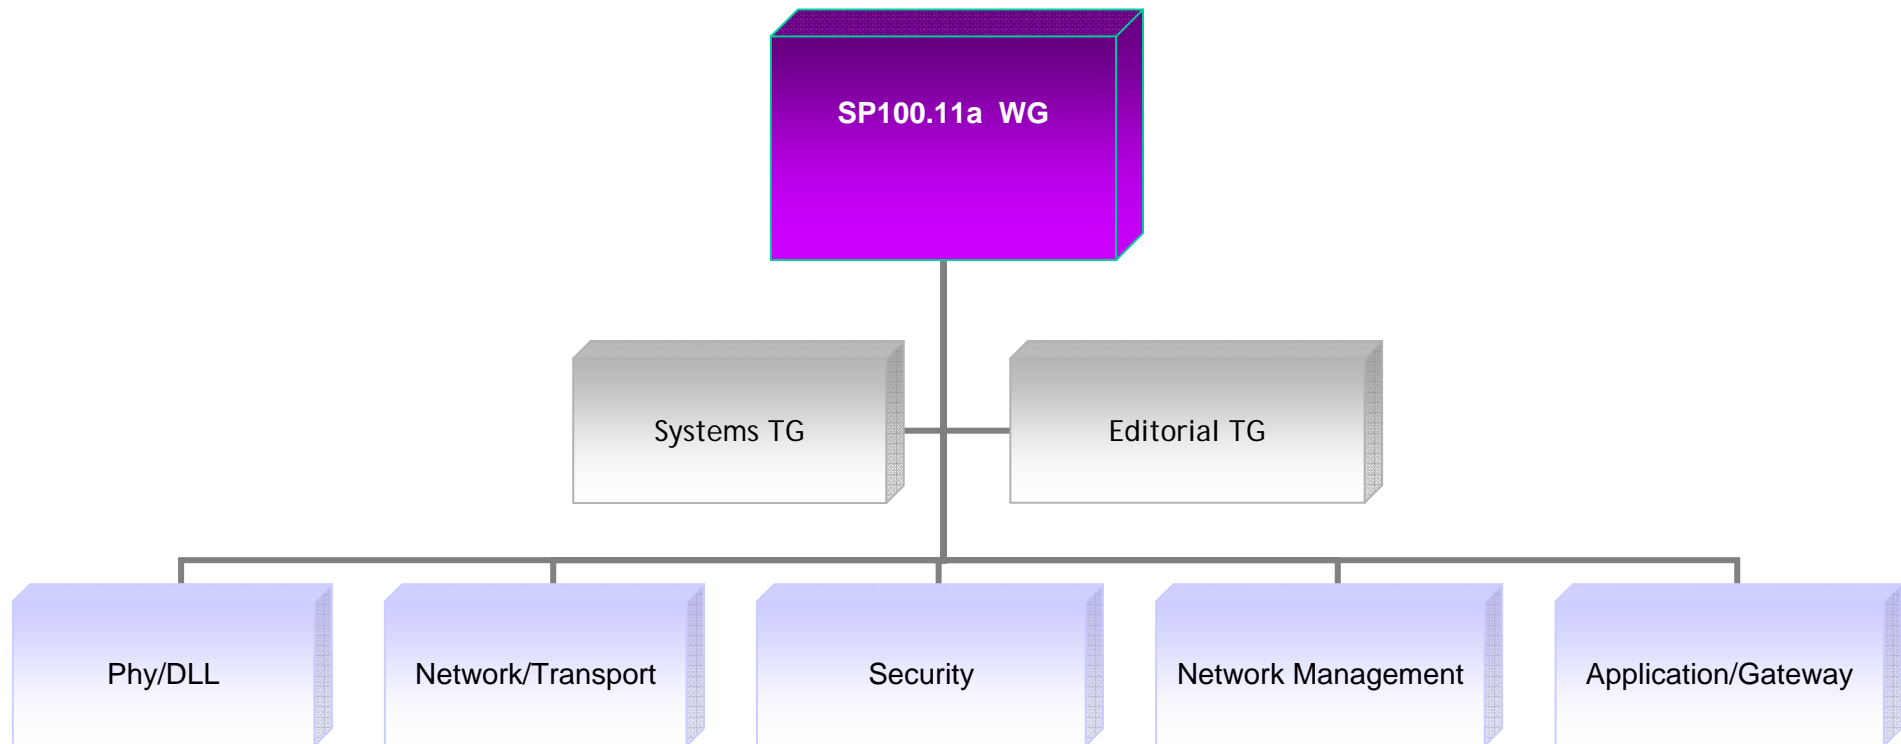 SP100.11a  WG
Systems TG
Editorial TG
Phy/DLL
Network/Transport
Security
Network Management
Application/Gateway